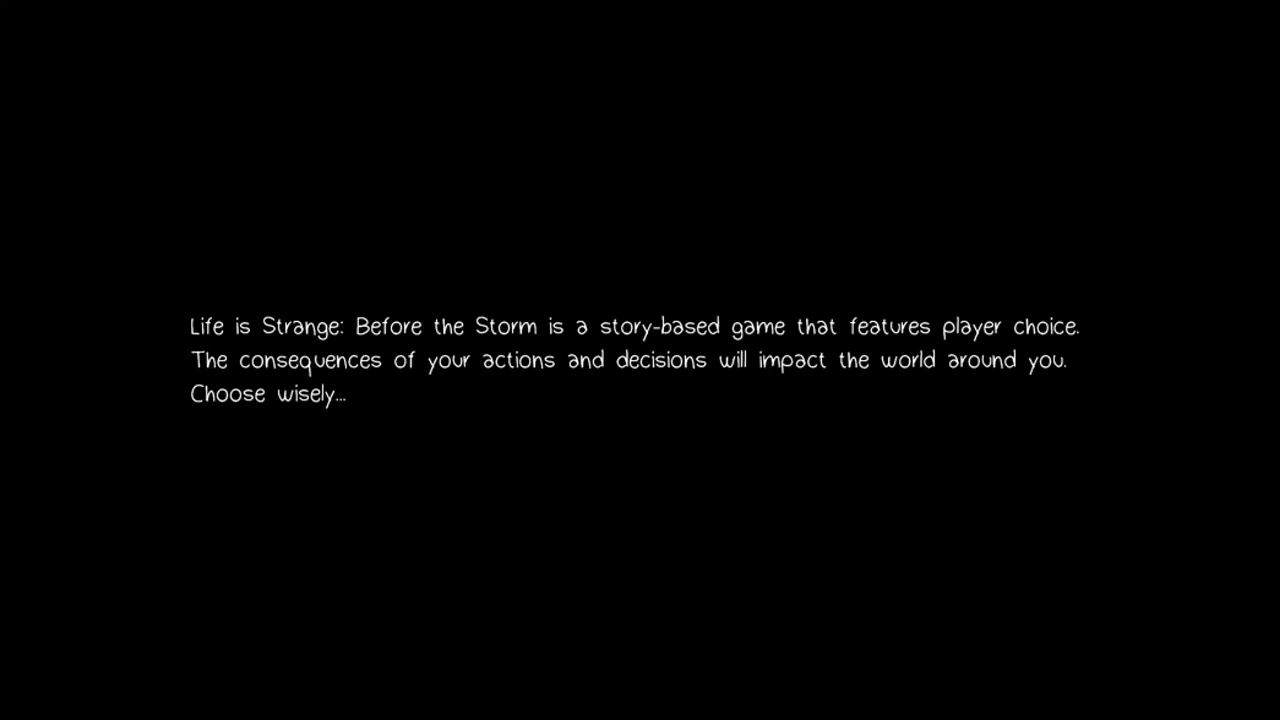 Life is Strange: Before the Storm is a story-based game that features player choice.
The consequences of your actions and decisions will impact the world around you.
Choose wisely...